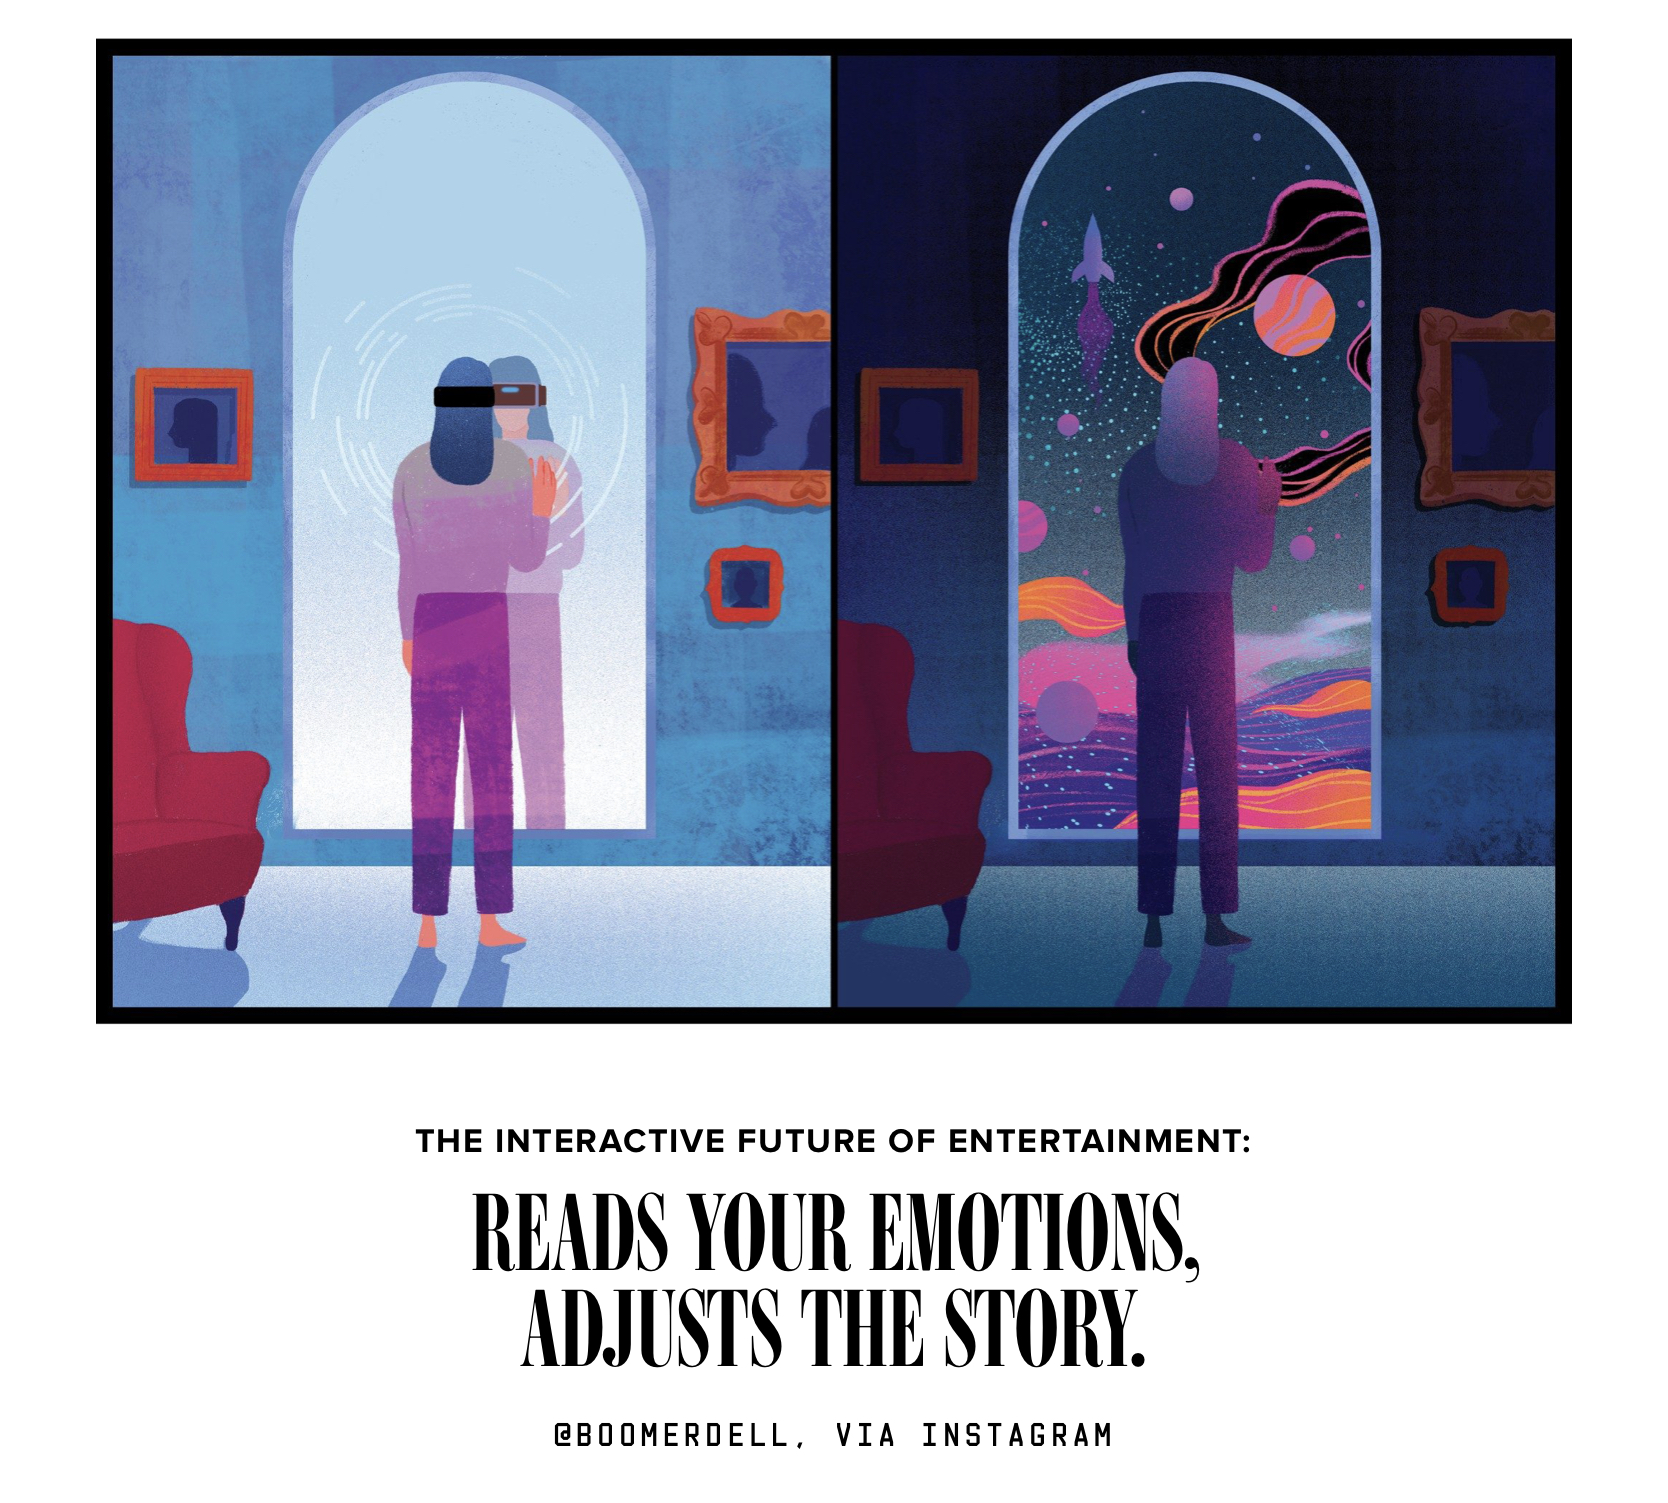 THE INTERACTIVE FUTURE OF ENTERTAINMENT:
READS YOUR EMOTIONS,
ADJUSTS THE STORY.
@BOOMERDELL, VIA INSTAGRAM